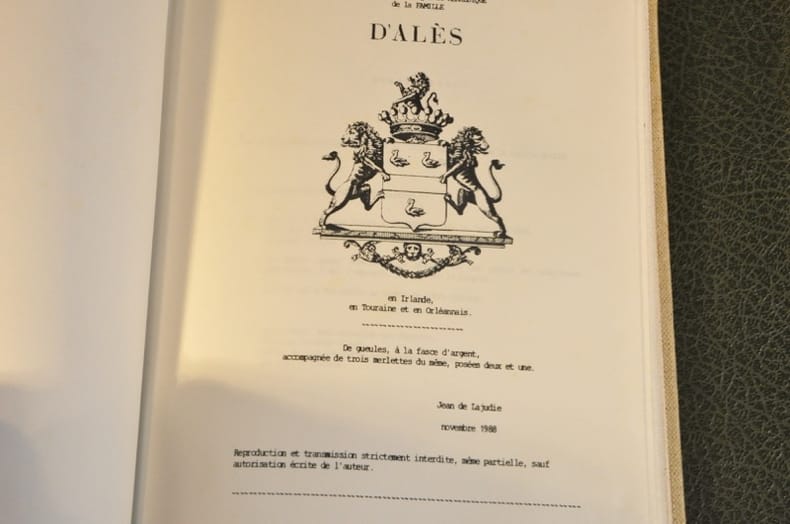 de la FAMILLE
D'ALÈS
en Irlande,
en Touraine et en Orléannais.
De gueules, à la fasce d'argent,
accompagnée de trois merlettes du même, posées deux et une.
Jean de Lajudie
novembre 1988
Reproduction et transmission strictement interdite, même partielle, sauf
autorisation écrite de l'auteur.